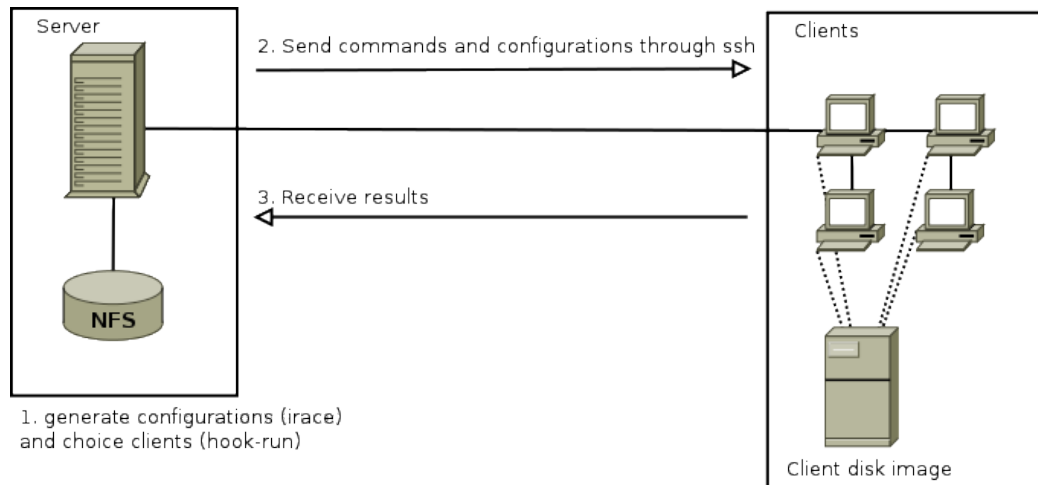 Server
2. Send commands and configurations through ssh
Clients
3. Receive results
NFS
1. generate configurations (irace)
and choice clients (hook-run)
Client disk image